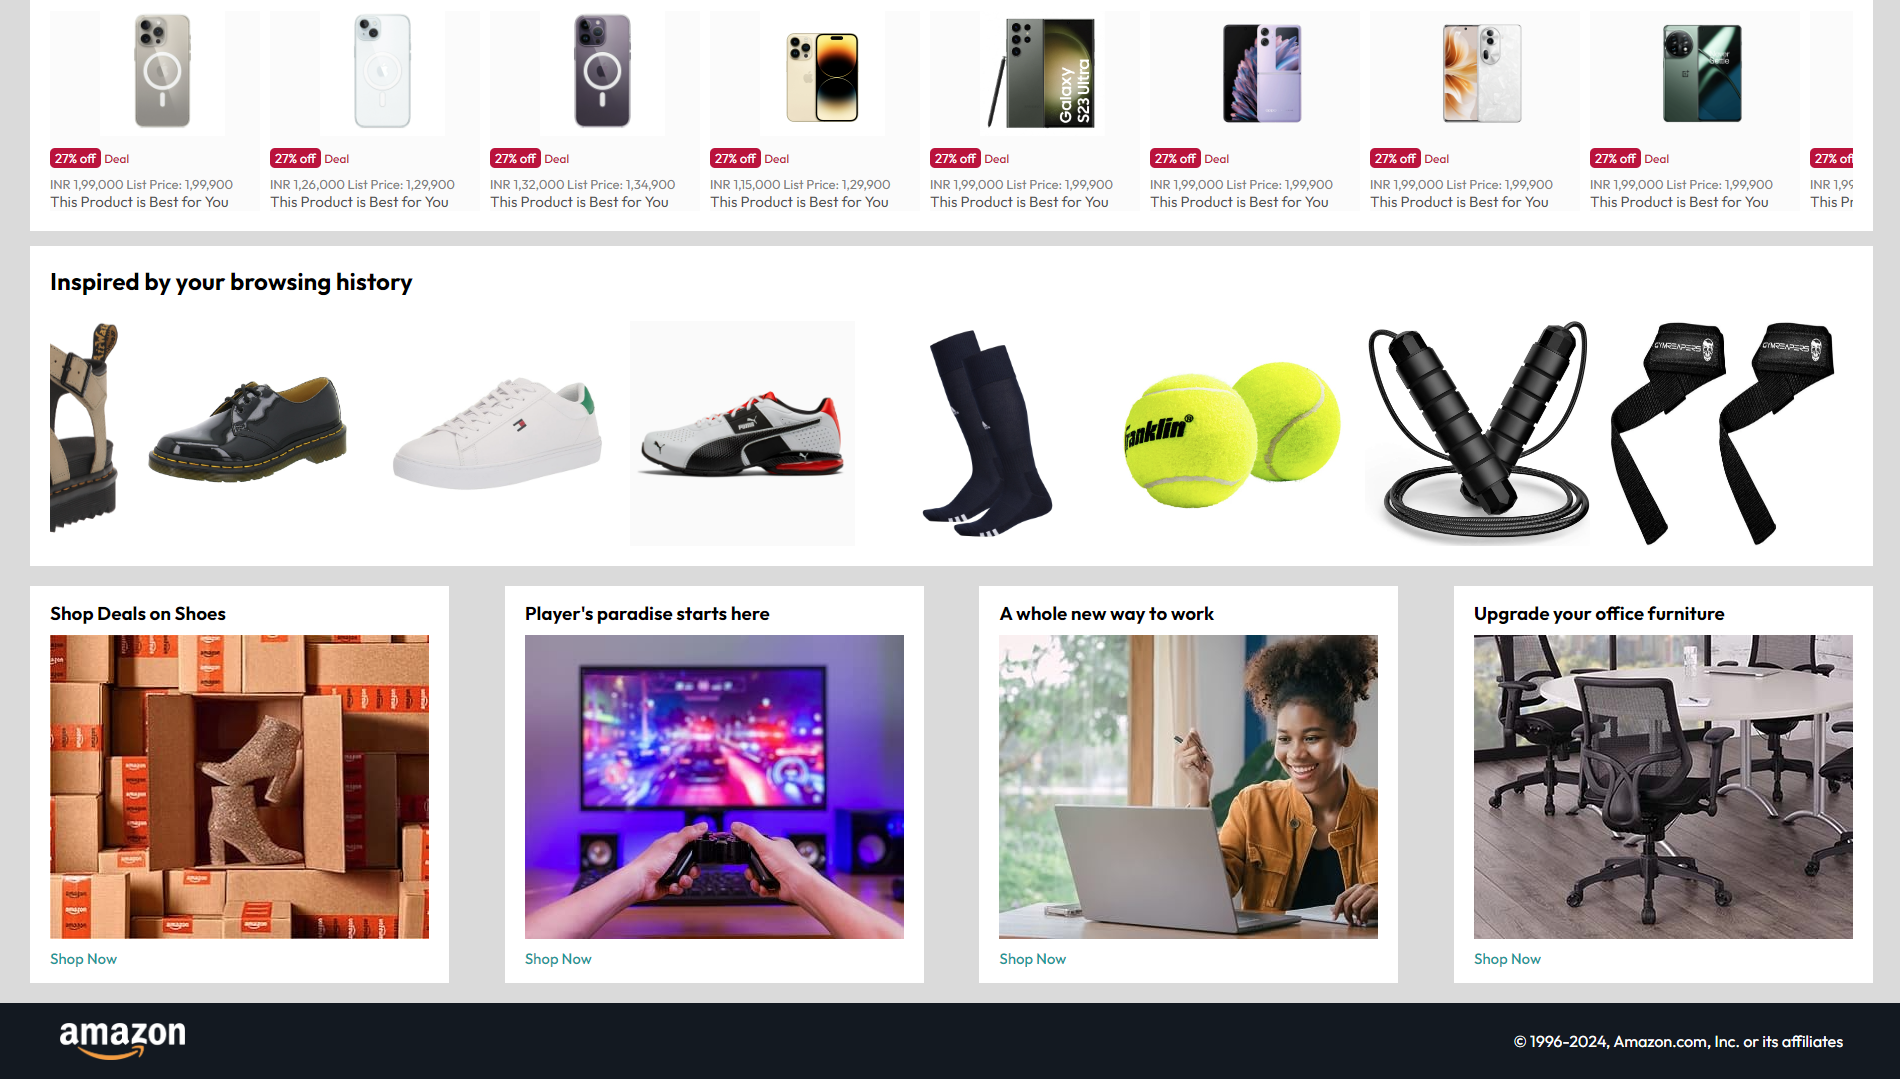 Galaxy
S23 Ultra
27% off Deal
INR 1,99,000 List Price: 1,99,900
This Product is Best for You
27% off Deal
INR 1,26,000 List Price: 1,29,900
This Product is Best for You
27% off Deal
INR 1,32,000 List Price: 1,34,900
This Product is Best for You
27% off Deal
INR 1,15,000 List Price: 1,29,900
This Product is Best for You
27% off Deal
INR 1,99,000 List Price: 1,99,900
This Product is Best for You
27% off Deal
INR 1,99,000 List Price: 1,99,900
This Product is Best for You
27% off Deal
INR 1,99,000 List Price: 1,99,900
This Product is Best for You
27% off Deal
INR 1,99,000 List Price: 1,99,900
This Product is Best for You
27% off
INR 1,99
This Pr
Inspired by your browsing history
AirWair
PUMA
ranklin®
GYMREAPERS
GYMREAPERS
Shop Deals on Shoes
amazon
amazon
amazon
Shop Now
Player's paradise starts here
Shop Now
A whole new way to work
Shop Now
Upgrade your office furniture
Shop Now
amazon
© 1996-2024, Amazon.com, Inc. or its affiliates